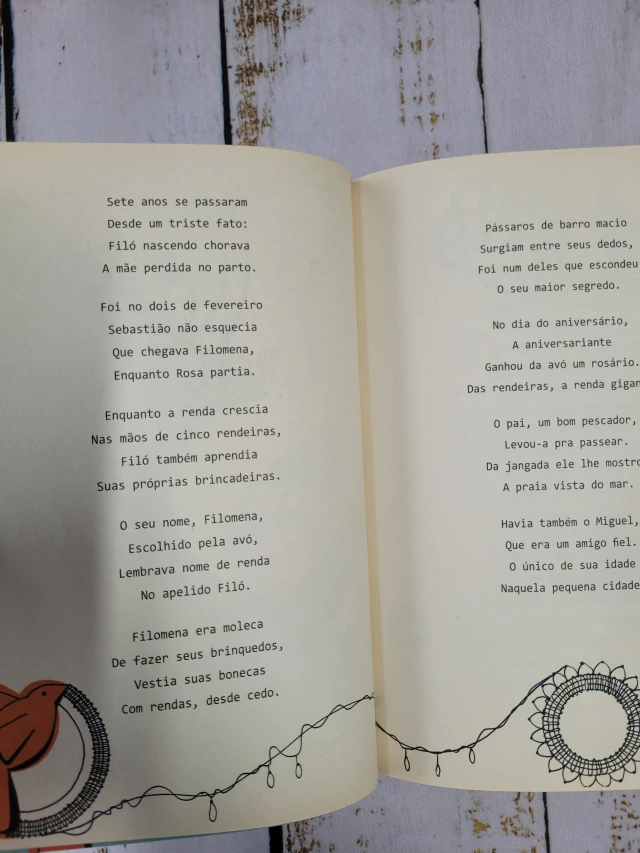 Sete anos se passaram
Desde um triste fato:
Filó nascendo chorava
A mãe perdida no parto.
Foi no dois de fevereiro
Sebastião não esquecia
Que chegava Filomena,
Enquanto Rosa partia.
Enquanto a renda crescia
Nas mãos de cinco rendeiras,
Filó também aprendia
Suas próprias brincadeiras.
O seu nome, Filomena,
Escolhido pela avó,
Lembrava nome de renda
No apelido Filó.
Filomena era moleca
De fazer seus brinquedos,
Vestia suas bonecas
Com rendas, desde cedo.
Pássaros de barro macio
Surgiam entre seus dedos,
Foi num deles que escondeu
O seu maior segredo.
No dia do aniversário,
A aniversariante
Ganhou da avó um rosário.
Das rendeiras, a renda
O pai, um bom pescador,
Levou-a pra passear.
Da jangada ele lhe
A praia vista do mar.
Havia também o Miguel,
Que era um amigo fiel.
O único de sua idade
Naquela pequena cidade